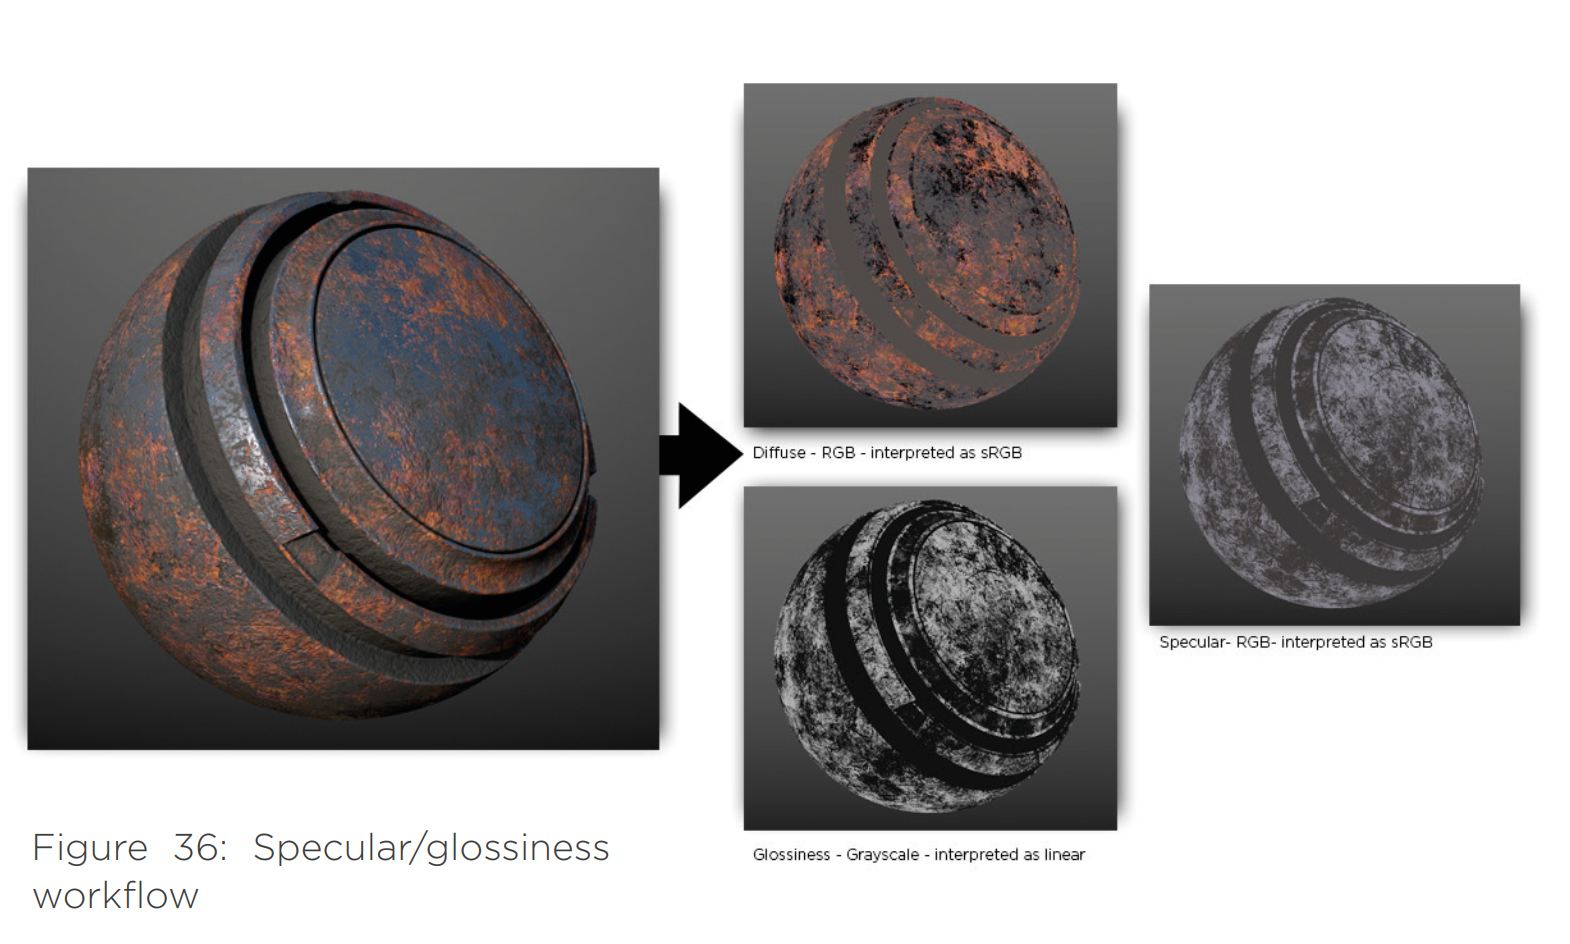 Diffuse - RGB - interpreted as sRGB
Specular- RGB- interpreted as sRGB
Glossiness - Grayscale - interpreted as linear
Figure 36: Specular/glossiness
workflow